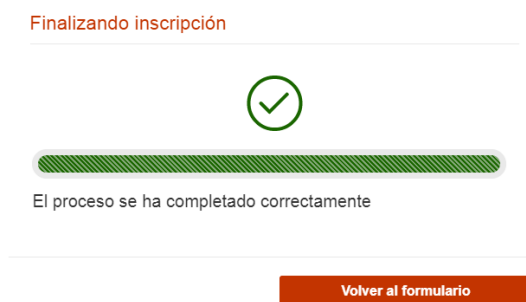 Finalizando inscripción
El proceso se ha completado correctamente
Volver al formulario